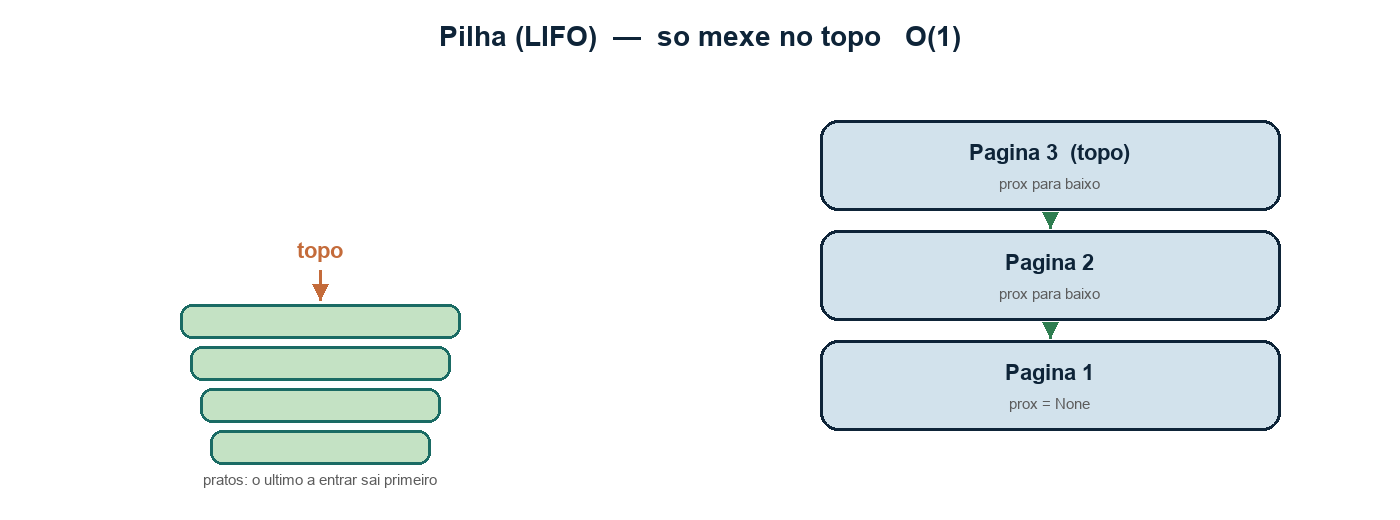 Pilha (LIFO) — so mexe no topo O(1)
topo
pratos: o ultimo a entrar sai primeiro
Pagina 3 (topo)
prox para baixo
Pagina 2
prox para baixo
Pagina 1
prox = None